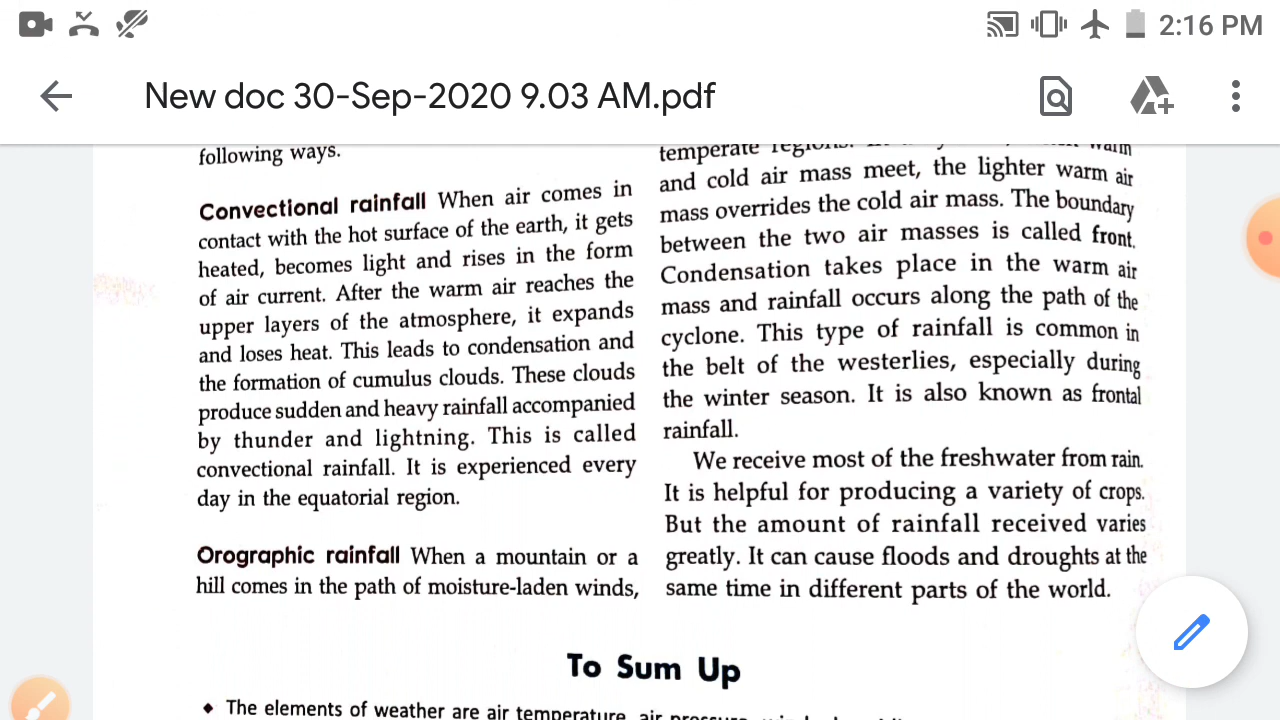 2:16 PM
New doc 30-Sep-2020 9.03 AM.pdf
following ways.
Convectional rainfall When air comes in
contact with the hot surface of the earth, it gets
heated, becomes light and rises in the form
of air current. After the warm air reaches the
upper layers of the atmosphere, it expands
and loses heat. This leads to condensation and
the formation of cumulus clouds. These clouds
produce sudden and heavy rainfall accompanied
by thunder and lightning. This is called
convectional rainfall. It is experienced every
day in the equatorial region.
Orographic rainfall When a mountain or a
hill comes in the path of moisture-laden winds,
temperate regions. warm
and cold air mass meet, the lighter warm air
mass overrides the cold air mass. The boundary
between the two air masses is called front.
Condensation takes place in the warm air
mass and rainfall occurs along the path of the
cyclone. This type of rainfall is common in
the belt of the westerlies, especially during
the winter season. It is also known as frontal
rainfall.
We receive most of the freshwater from rain.
It is helpful for producing a variety of crops.
But the amount of rainfall received varies
greatly. It can cause floods and droughts at the
same time in different parts of the world.
To Sum Up
◆ The elements of weather are air temperature, air pressure,